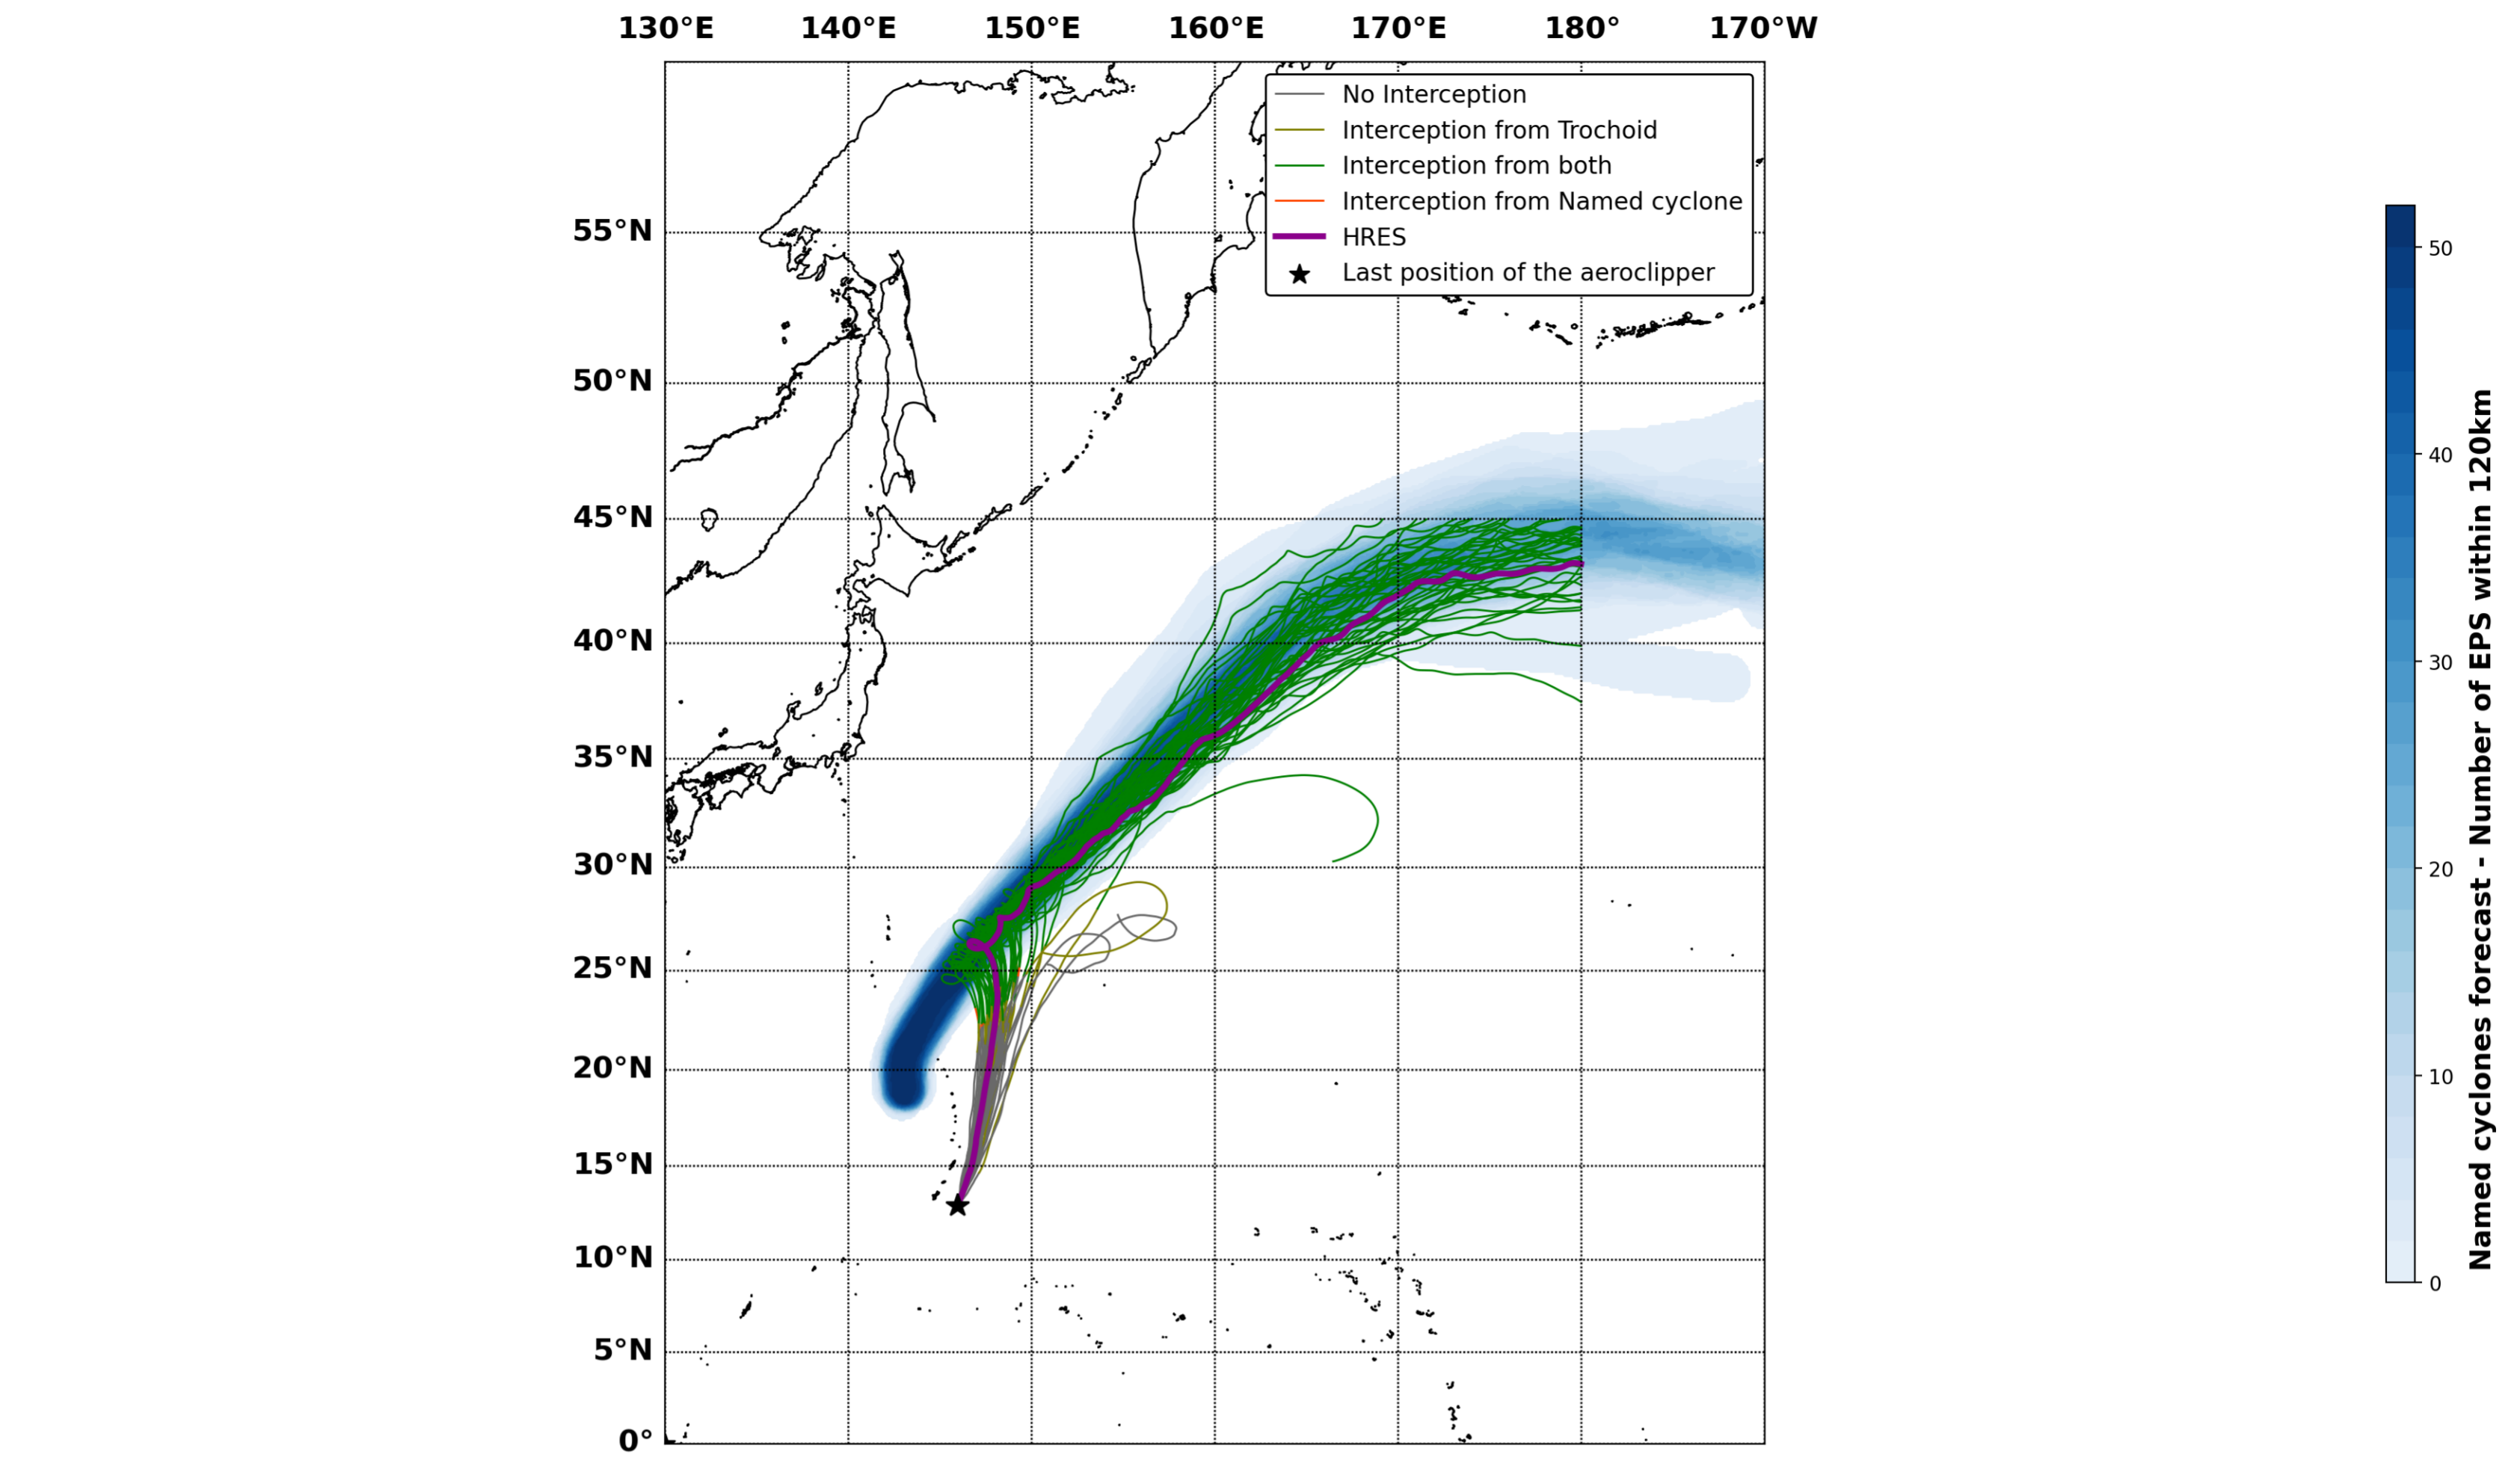 130°E 140°E 150°E 160°E 170°E 180° 170°W
No Interception
Interception from Trochoid
Interception from both
Interception from Named cyclone
HRES
Last position of the aeroclipper
55°N
50°N
45°N
40°N
35°N
30°N
25°N
20°N
15°N
10°N
5°N
0°
50
40
30
20
10
0
Named cyclones forecast - Number of EPS within 120km